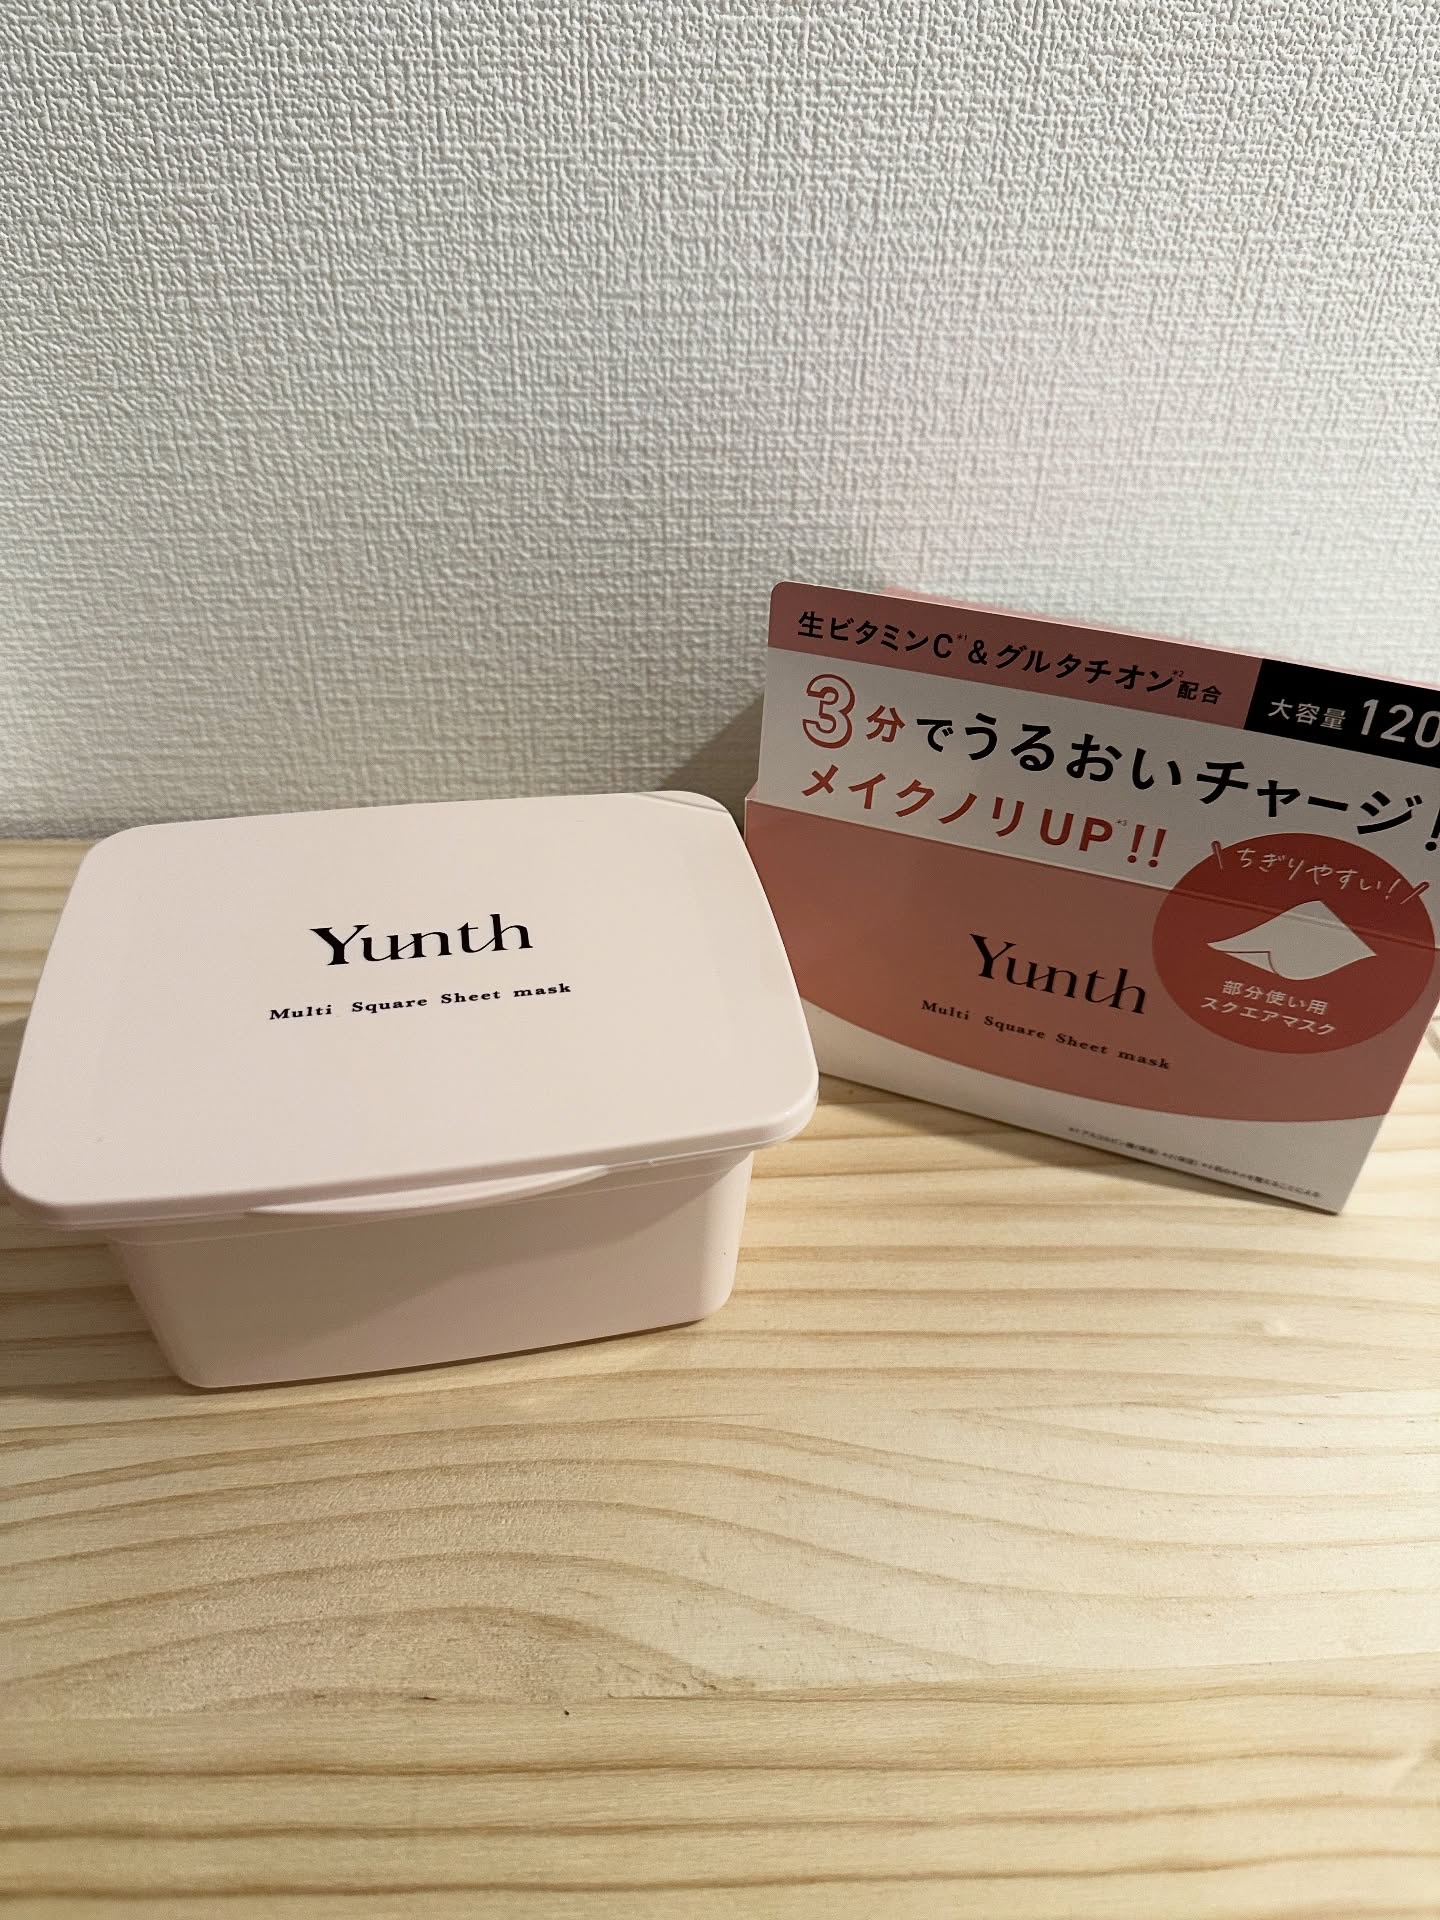 Yunth
Multi Square Sheet mask
生ビタミンC*1&グルタチオン*2配合
大容量 120
3分でうるおいチャージ!
メイクノリUP*3!!
\ちぎりやすい!/
部分使い用
スクエアマスク
Yunth
Multi Square Sheet mask